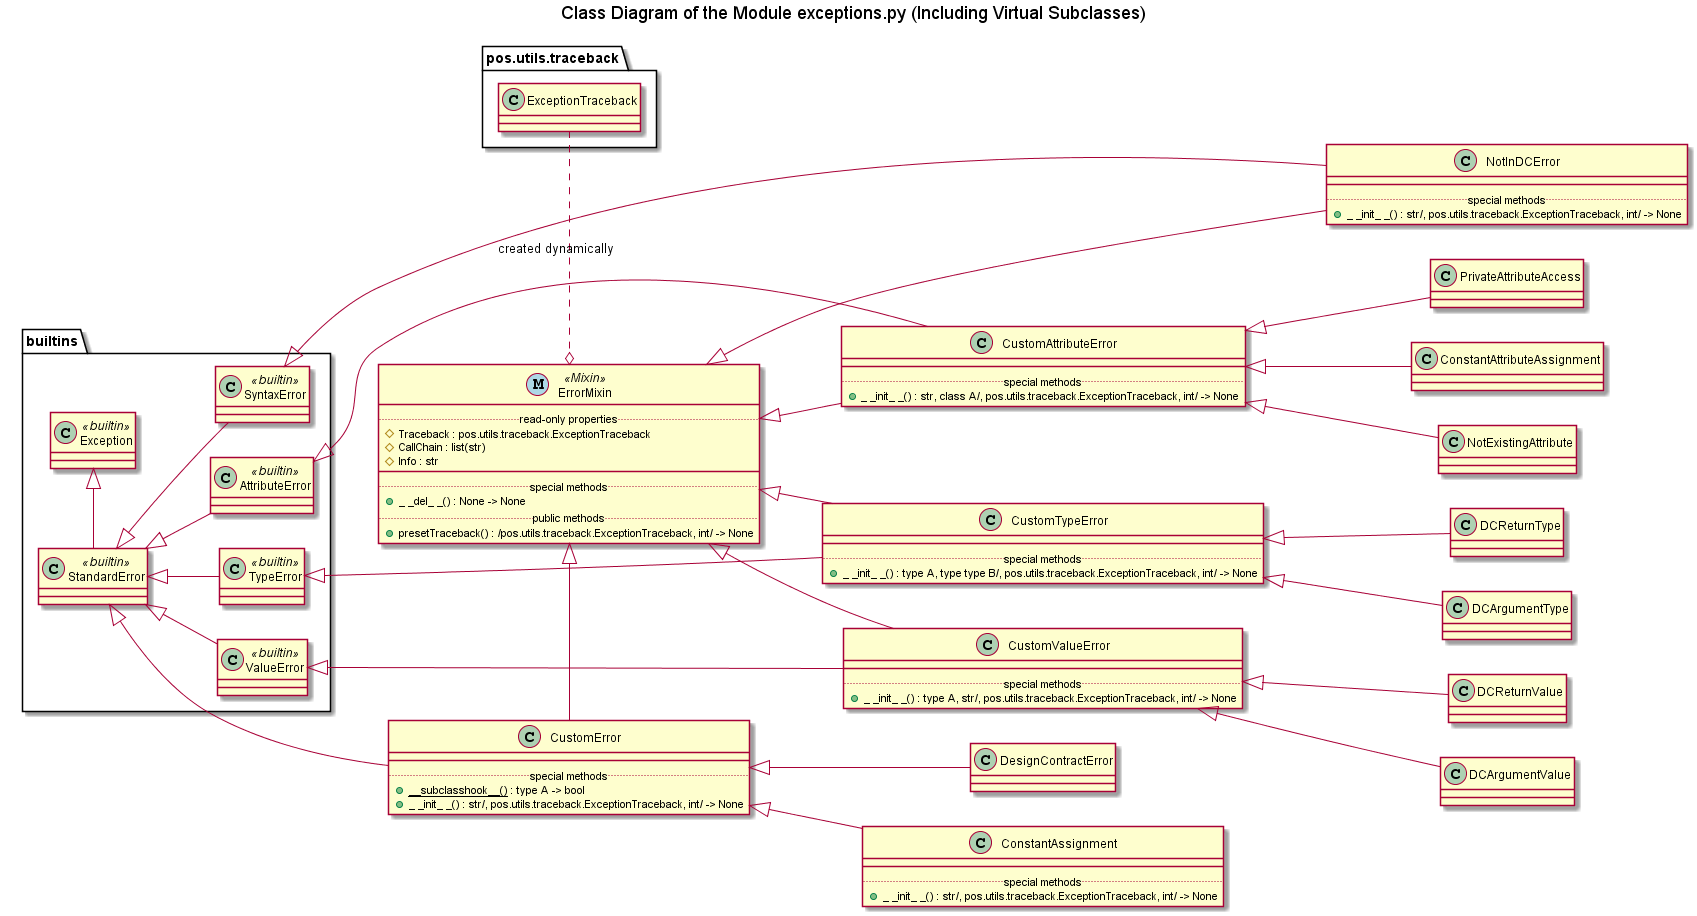 Class Diagram of the Module exceptions.py (Including Virtual Subclasses)
pos.utils.traceback
C ExceptionTraceback
created dynamically
builtins
C «builtin»
SyntaxError
C «builtin»
Exception
C «builtin»
AttributeError
C «builtin»
StandardError
C «builtin»
TypeError
C «builtin»
ValueError
M «Mixin»
ErrorMixin
read-only properties
Traceback : pos.utils.traceback.ExceptionTraceback
CallChain : list(str)
Info : str
special methods
_ _del_ _() : None -> None
public methods
presetTraceback() : /pos.utils.traceback.ExceptionTraceback, int/ -> None
C CustomError
special methods
__subclasshook__() : type A -> bool
_ _init_ _() : str/, pos.utils.traceback.ExceptionTraceback, int/ -> None
C NotInDCError
special methods
_ _init_ _() : str/, pos.utils.traceback.ExceptionTraceback, int/ -> None
C CustomAttributeError
special methods
_ _init_ _() : str, class A/, pos.utils.traceback.ExceptionTraceback, int/ -> None
C PrivateAttributeAccess
C ConstantAttributeAssignment
C NotExistingAttribute
C CustomTypeError
special methods
_ _init_ _() : type A, type type B/, pos.utils.traceback.ExceptionTraceback, int/ -> None
C DCReturnType
C DCArgumentType
C CustomValueError
special methods
_ _init_ _() : type A, str/, pos.utils.traceback.ExceptionTraceback, int/ -> None
C DCReturnValue
C DCArgumentValue
C DesignContractError
C ConstantAssignment
special methods
_ _init_ _() : str/, pos.utils.traceback.ExceptionTraceback, int/ -> None